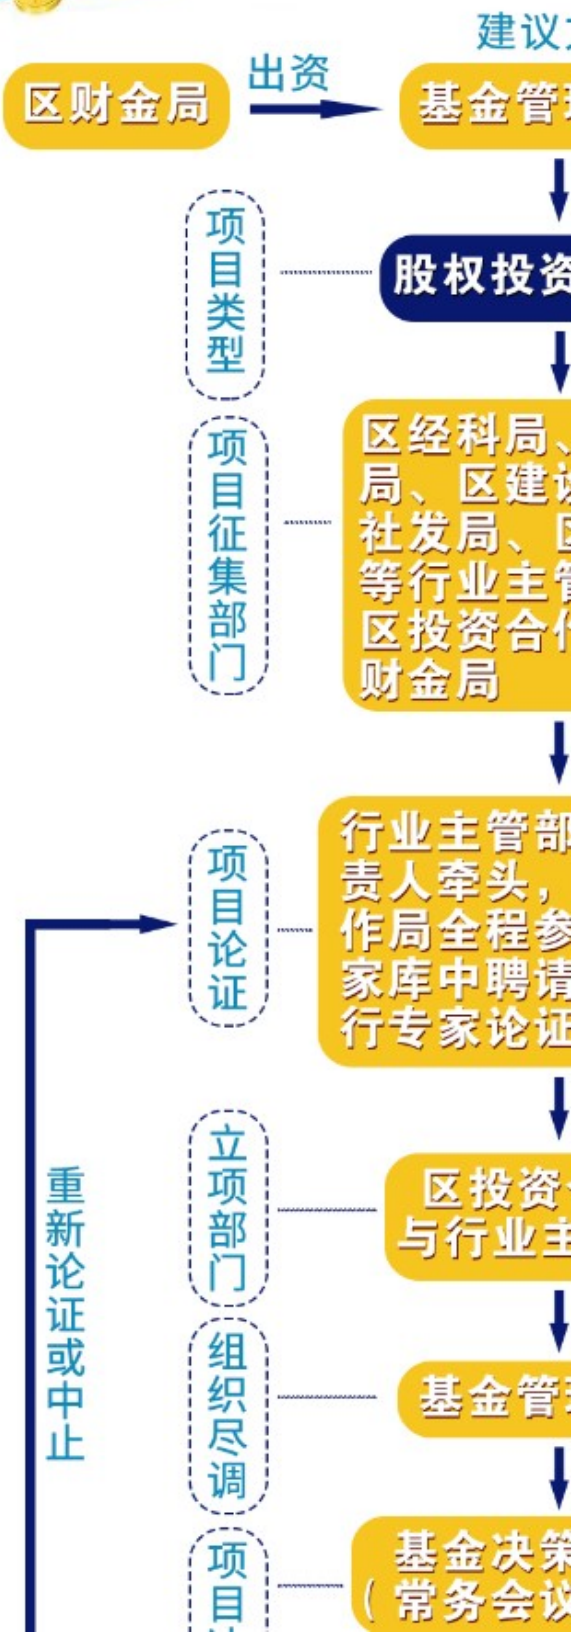 建议
出资
区财金局
基金管
项目类型
股权投资
项目征集部门
区经科局、
局、区建设
社发局、区
等行业主管
区投资合作
财金局
项目论证
行业主管部
责人牵头，
作局全程参
家库中聘请
行专家论证
立项部门
区投资
与行业主
重新论证或中止
组织尽调
基金管
项目
基金决策
（常务会议